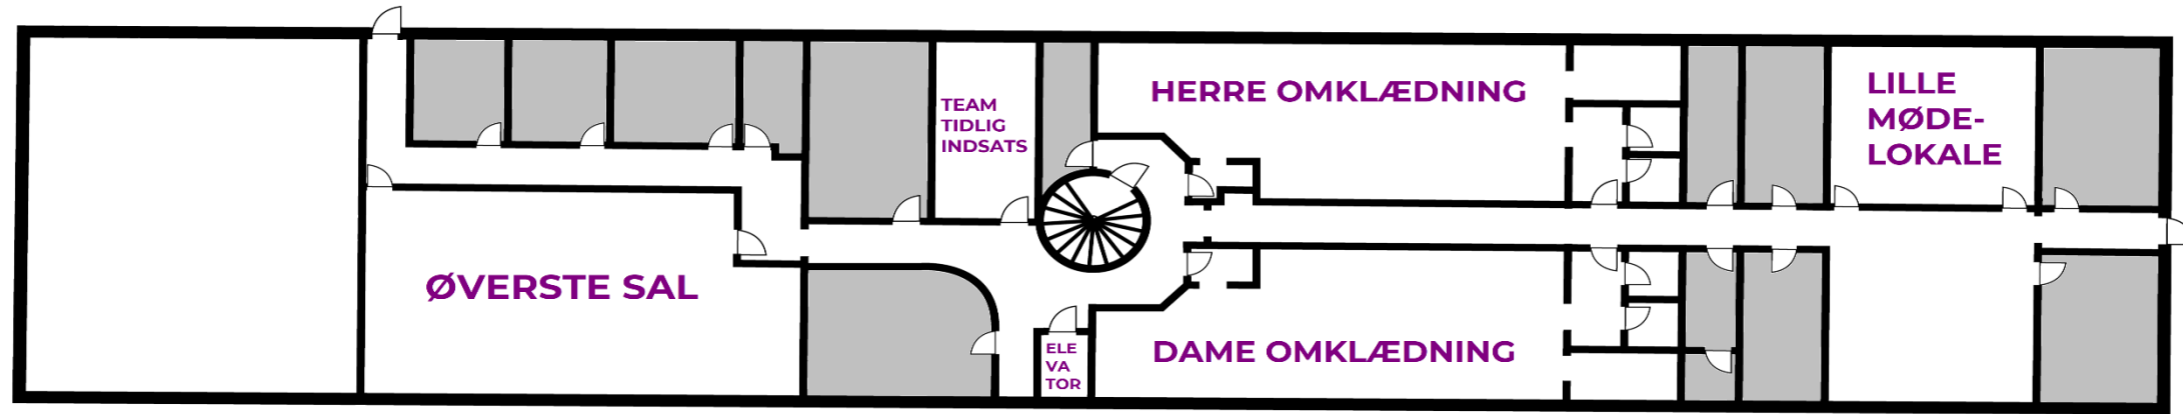 TEAM
TIDLIG
INDSATS
HERRE OMKLÆDNING
LILLE
MØDE-
LOKALE
ØVERSTE SAL
ELE
VA
TOR
DAME OMKLÆDNING